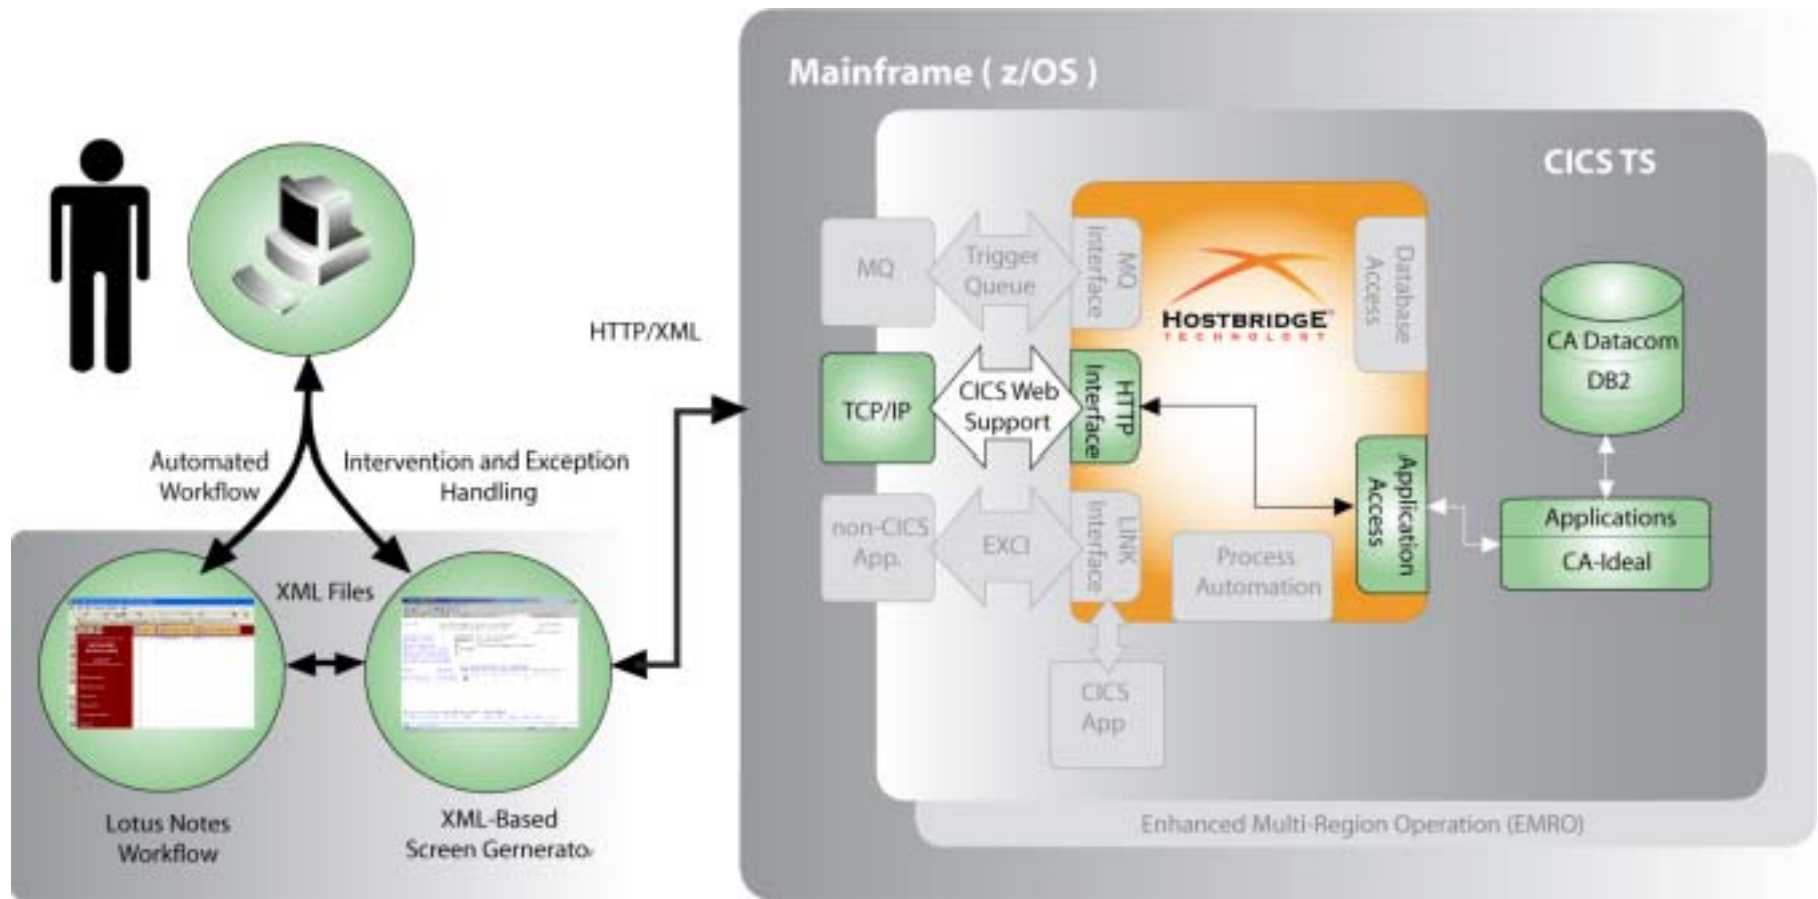 Mainframe ( z/OS )
CICS TS
MQ
Trigger
Queue
MQ
Interface
HOSTBRIDGE
TECHNOLOGY
Database
Access
CA Datacom
DB2
HTTP/XML
TCP/IP
CICS Web
Support
HTTP
Interface
Application
Access
Applications
CA-Ideal
non-CICS
App.
EXCI
LINK
Interface
Process
Automation
CICS
App
Enhanced Multi-Region Operation (EMRO)
Automated
Workflow
Intervention and Exception
Handling
XML Files
Lotus Notes
Workflow
XML-Based
Screen Gernerato